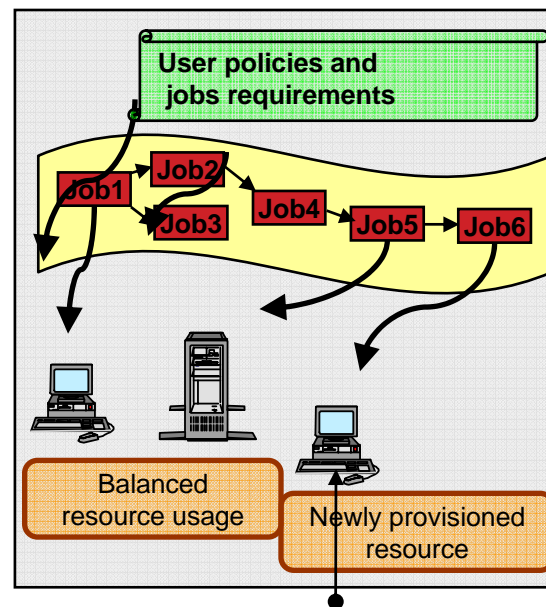 User policies and
jobs requirements
Job1
Job2
Job3
Job4
Job5
Job6
Balanced
resource usage
Newly provisioned
resource